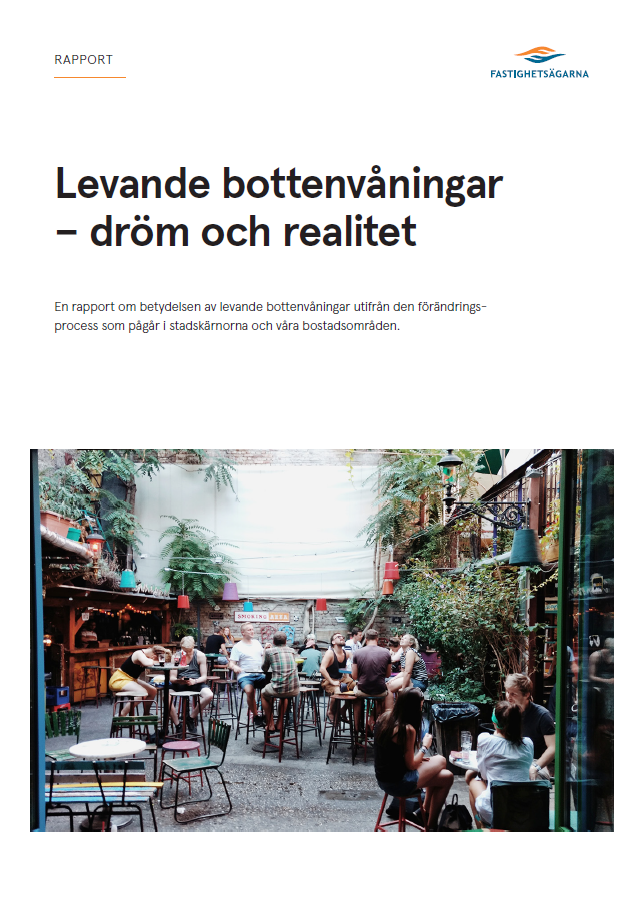 RAPPORT
FASTIGHETSÄGARNA
Levande bottenvåningar
– dröm och realitet
En rapport om betydelsen av levande bottenvåningar utifrån den förändrings-
process som pågår i stadskärnorna och våra bostadsområden.
SMOKING AREA